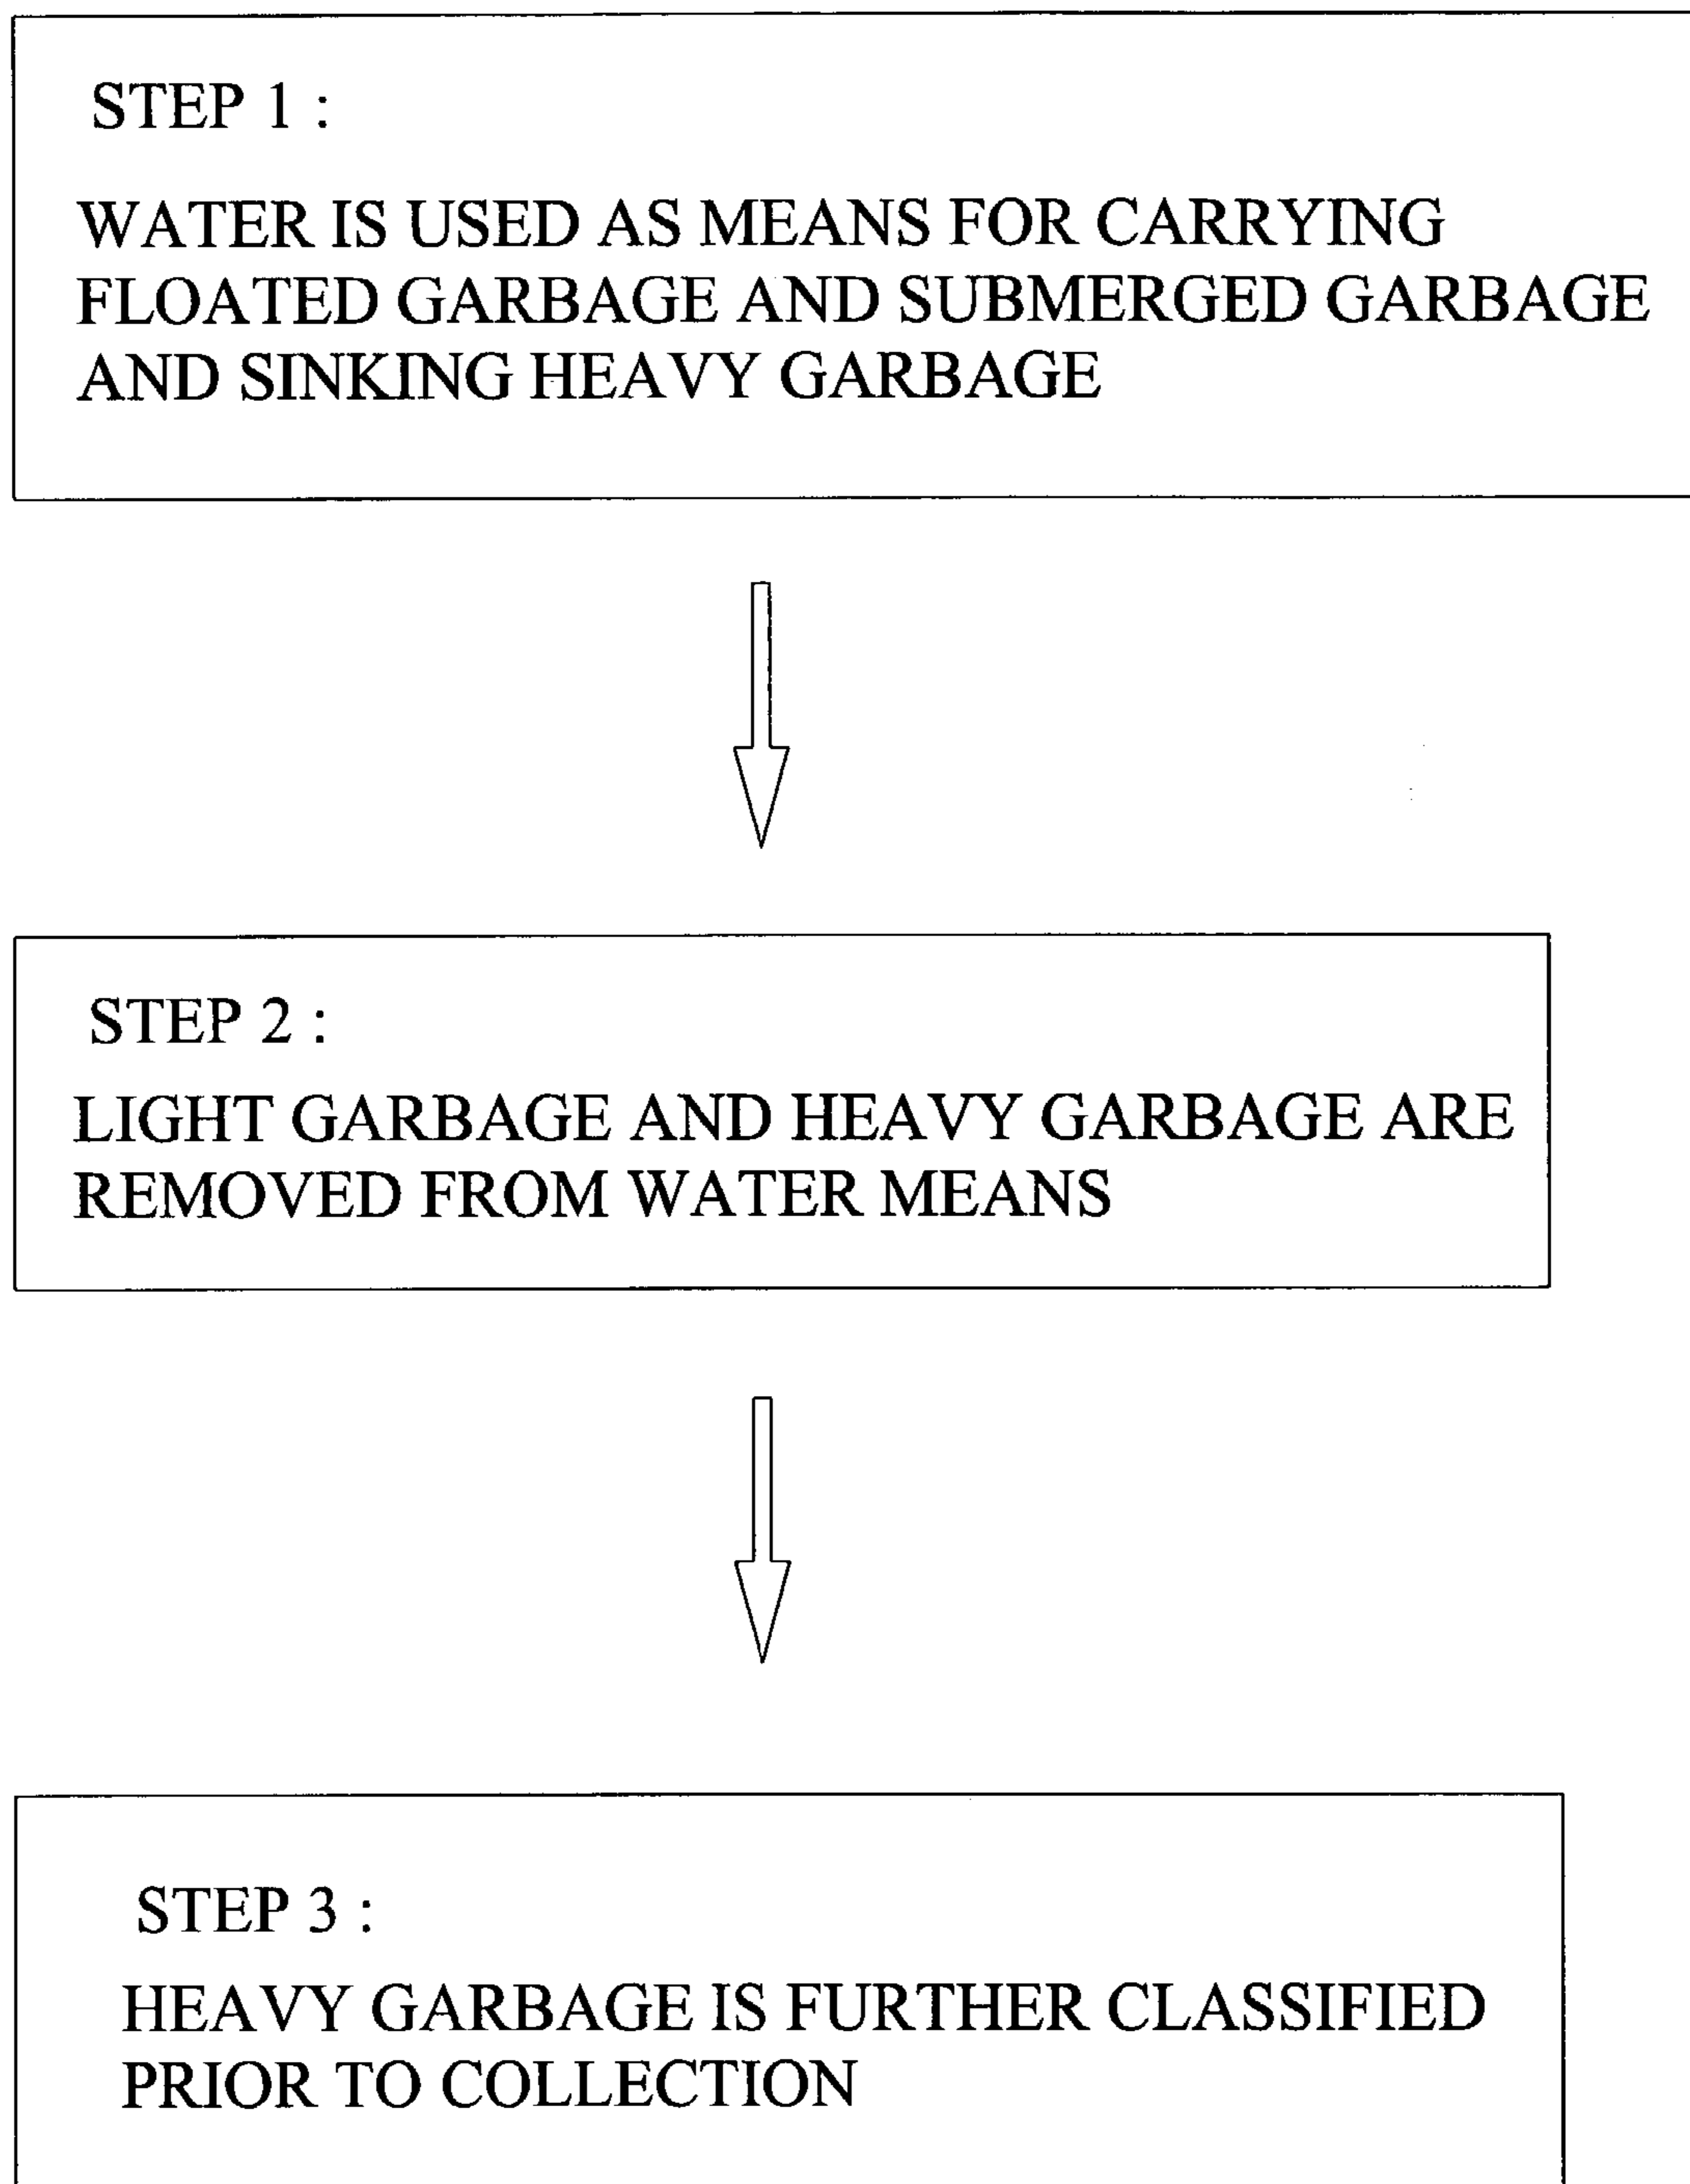 STEP 1 :
WATER IS USED AS MEANS FOR CARRYING
FLOATED GARBAGE AND SUBMERGED GARBAGE
AND SINKING HEAVY GARBAGE
STEP 2 :
LIGHT GARBAGE AND HEAVY GARBAGE ARE
REMOVED FROM WATER MEANS
STEP 3 :
HEAVY GARBAGE IS FURTHER CLASSIFIED
PRIOR TO COLLECTION